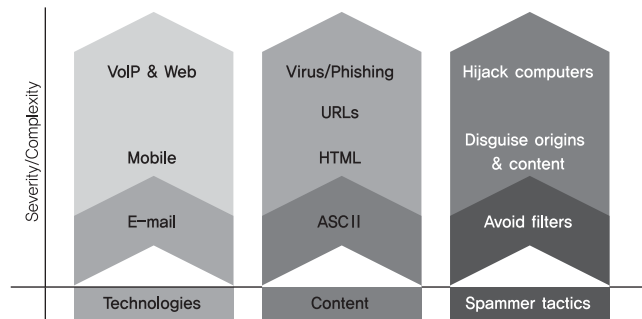 Severity/Complexity
VoIP & Web
Mobile
E-mail
Technologies
Virus/Phishing
URLs
HTML
ASCII
Content
Hijack computers
Disguise origins
& content
Avoid filters
Spammer tactics